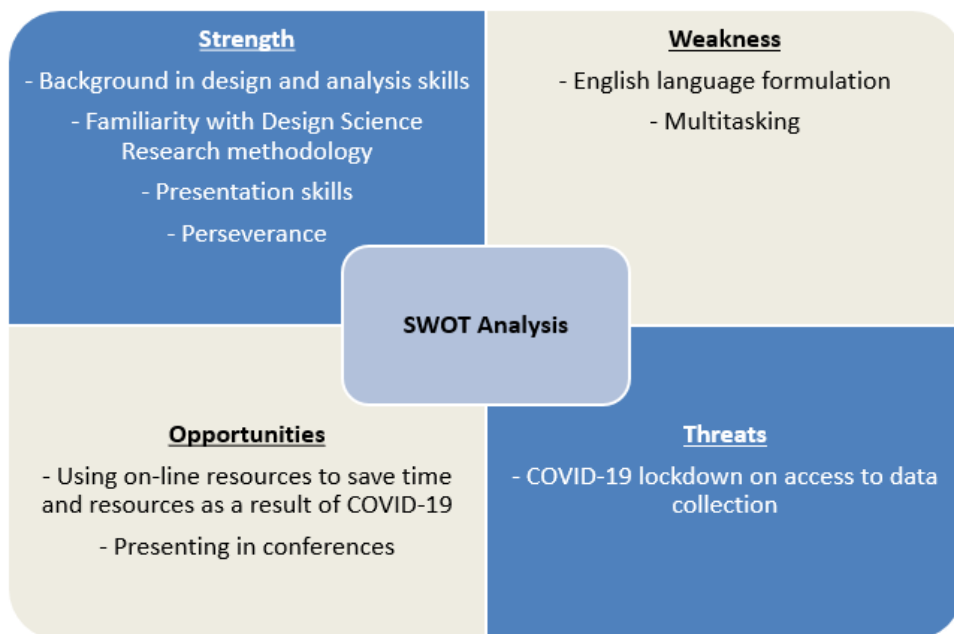 Strength
- Background in design and analysis skills
- Familiarity with Design Science
Research methodology
- Presentation skills
- Perseverance
Weakness
- English language formulation
- Multitasking
SWOT Analysis
Opportunities
- Using on-line resources to save time
and resources as a result of COVID-19
- Presenting in conferences
Threats
- COVID-19 lockdown on access to data
collection